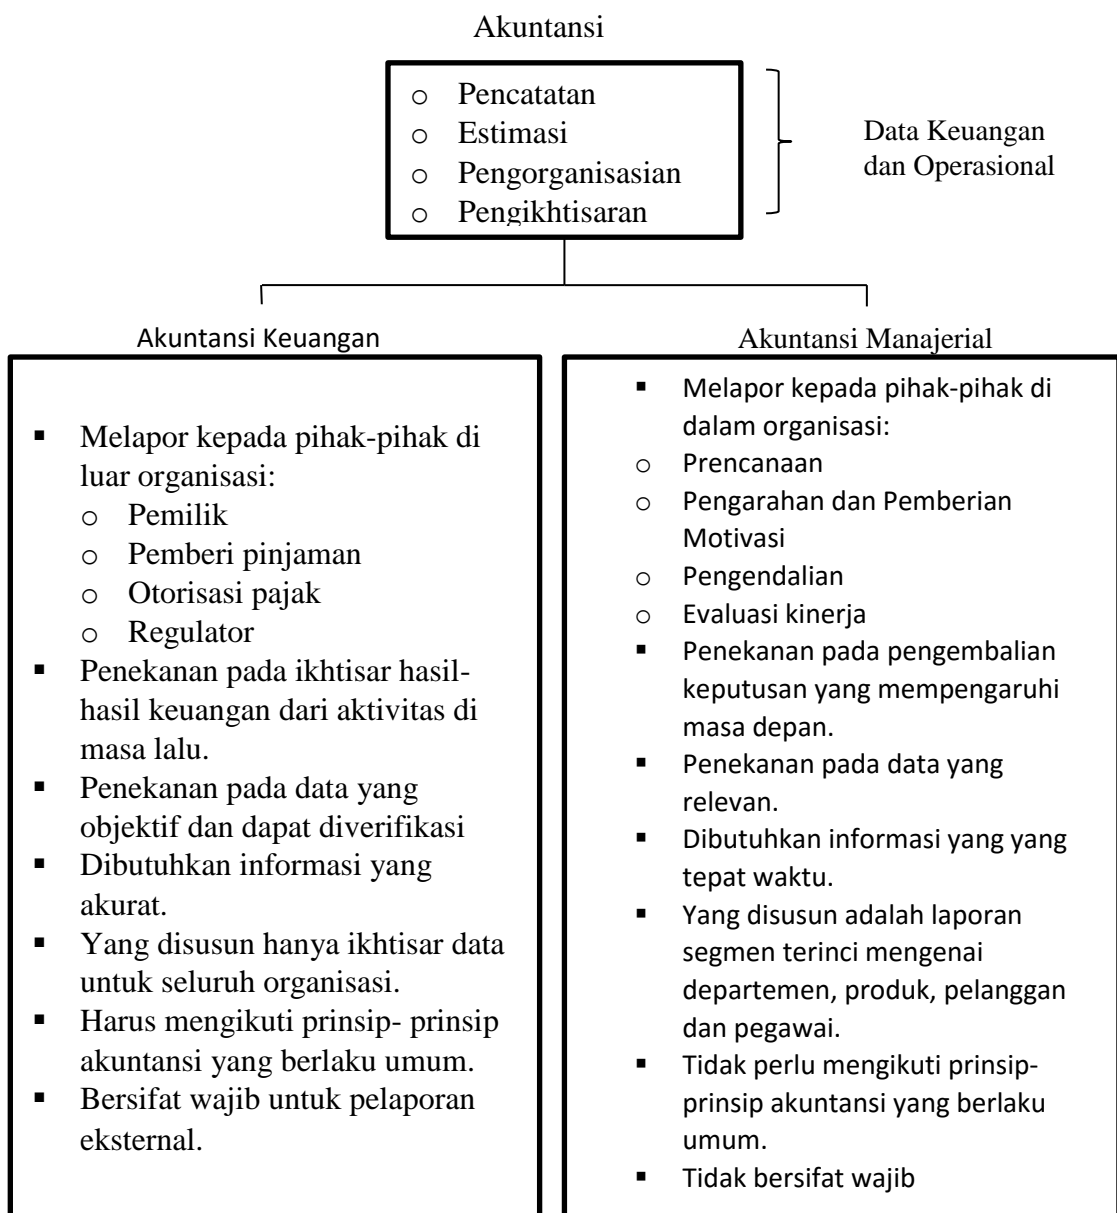 Akuntansi
o Pencatatan
o Estimasi
o Pengorganisasian
o Pengikhtisaran
Data Keuangan
dan Operasional
Akuntansi Keuangan
▪ Melapor kepada pihak-pihak di
luar organisasi:
o Pemilik
o Pemberi pinjaman
o Otorisasi pajak
o Regulator
▪ Penekanan pada ikhtisar hasil-
hasil keuangan dari aktivitas di
masa lalu.
▪ Penekanan pada data yang
objektif dan dapat diverifikasi
▪ Dibutuhkan informasi yang
akurat.
▪ Yang disusun hanya ikhtisar data
untuk seluruh organisasi.
▪ Harus mengikuti prinsip- prinsip
akuntansi yang berlaku umum.
▪ Bersifat wajib untuk pelaporan
eksternal.
Akuntansi Manajerial
▪ Melapor kepada pihak-pihak di
dalam organisasi:
o Prencanaan
o Pengarahan dan Pemberian
Motivasi
o Pengendalian
o Evaluasi kinerja
▪ Penekanan pada pengembalian
keputusan yang mempengaruhi
masa depan.
▪ Penekanan pada data yang
relevan.
▪ Dibutuhkan informasi yang yang
tepat waktu.
▪ Yang disusun adalah laporan
segmen terinci mengenai
departemen, produk, pelanggan
dan pegawai.
▪ Tidak perlu mengikuti prinsip-
prinsip akuntansi yang berlaku
umum.
▪ Tidak bersifat wajib